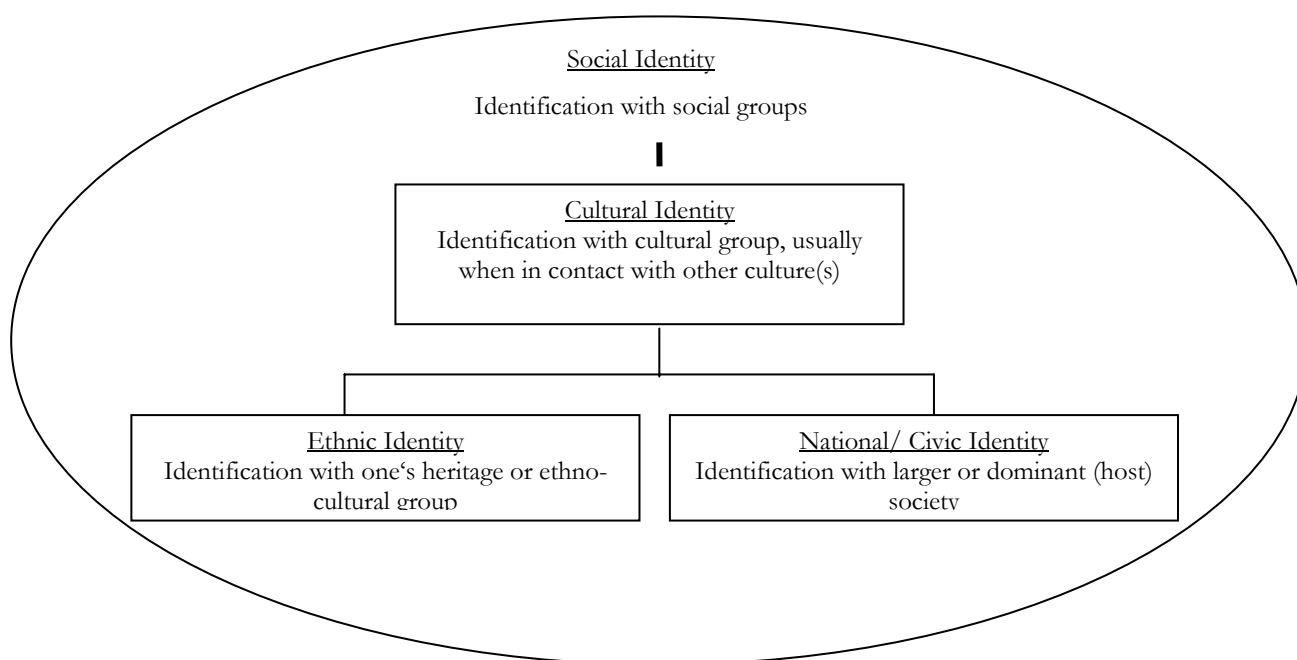 Social Identity
Identification with social groups
Cultural Identity
Identification with cultural group, usually
when in contact with other culture(s)
Ethnic Identity
Identification with one‘s heritage or ethno-
cultural group
National/ Civic Identity
Identification with larger or dominant (host)
society